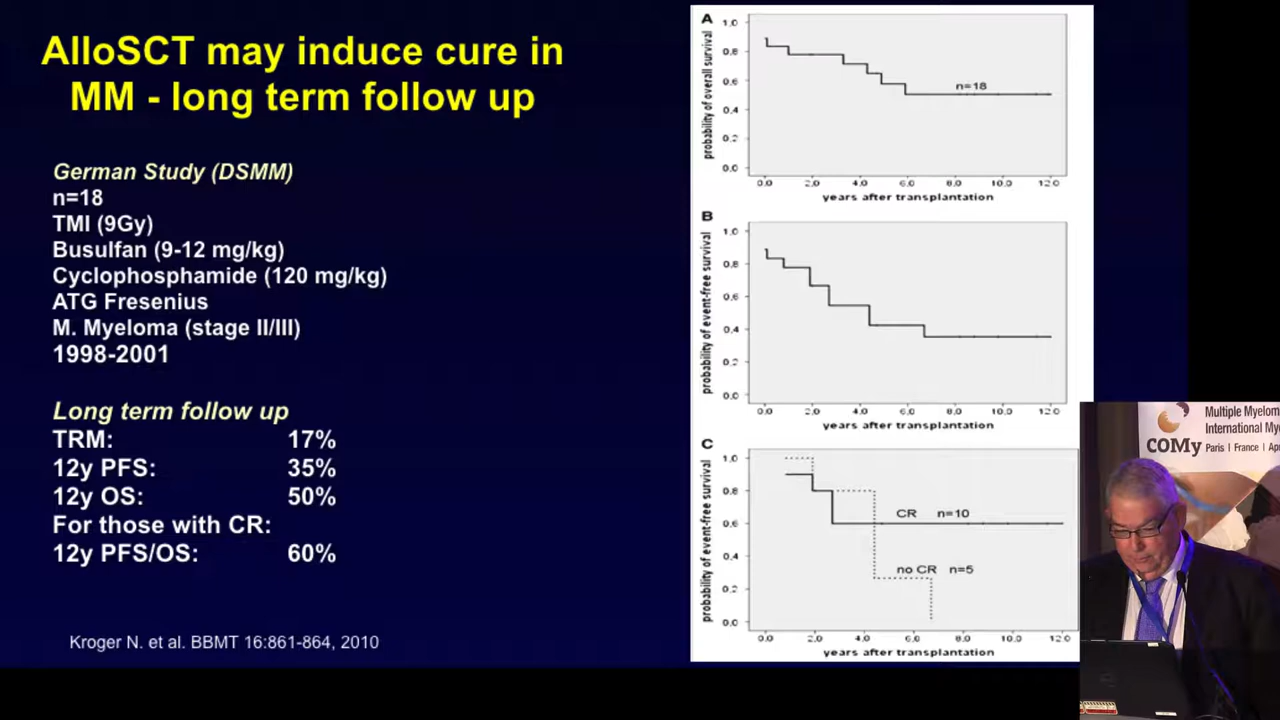 AlloSCT may induce cure in
MM - long term follow up
German Study (DSMM)
n=18
TMI (9Gy)
Busulfan (9-12 mg/kg)
Cyclophosphamide (120 mg/kg)
ATG Fresenius
M. Myeloma (stage II/III)
1998-2001
Long term follow up
TRM: 17%
12y PFS: 35%
12y OS: 50%
For those with CR:
12y PFS/OS: 60%
Kroger N. et al. BBMT 16:861-864, 2010
A
probability of overall survival
1,0
0,8
0,6
0,4
0,2
0,0
n=18
0,0 2,0 4,0 6,0 8,0 10,0 12,0
years after transplantation
B
probability of event-free survival
1,0
0,8
0,6
0,4
0,2
0,0
0,0 2,0 4,0 6,0 8,0 10,0 12,0
years after transplantation
C
probability of event-free survival
1,0
0,8
0,6
0,4
0,2
0,0
CR n=10
no CR n=5
0,0 2,0 4,0 6,0 8,0 10,0 12,0
years after transplantation
Multiple Myelom
International Mye
COMy Paris | France | Ap